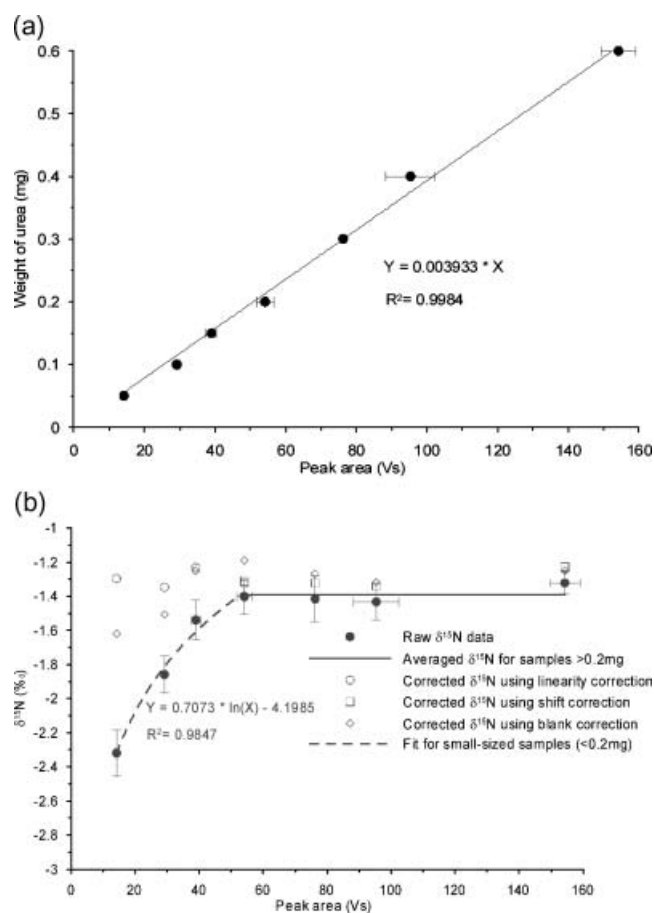 (a)
0.6
0.5
0.4
0.3
0.2
0.1
0
Weight of urea (mg)
Y = 0.003933 * X
R²= 0.9984
0 20 40 60 80 100 120 140 160
Peak area (Vs)
(b)
-1
-1.2
-1.4
-1.6
-1.8
-2
-2.2
-2.4
-2.6
-2.8
-3
δ¹⁵N (‰)
Raw δ¹⁵N data
Averaged δ¹⁵N for samples >0.2mg
Corrected δ¹⁵N using linearity correction
Corrected δ¹⁵N using shift correction
Corrected δ¹⁵N using blank correction
Fit for small-sized samples (<0.2mg)
Y = 0.7073 * ln(X) - 4.1985
R²= 0.9847
0 20 40 60 80 100 120 140 160
Peak area (Vs)